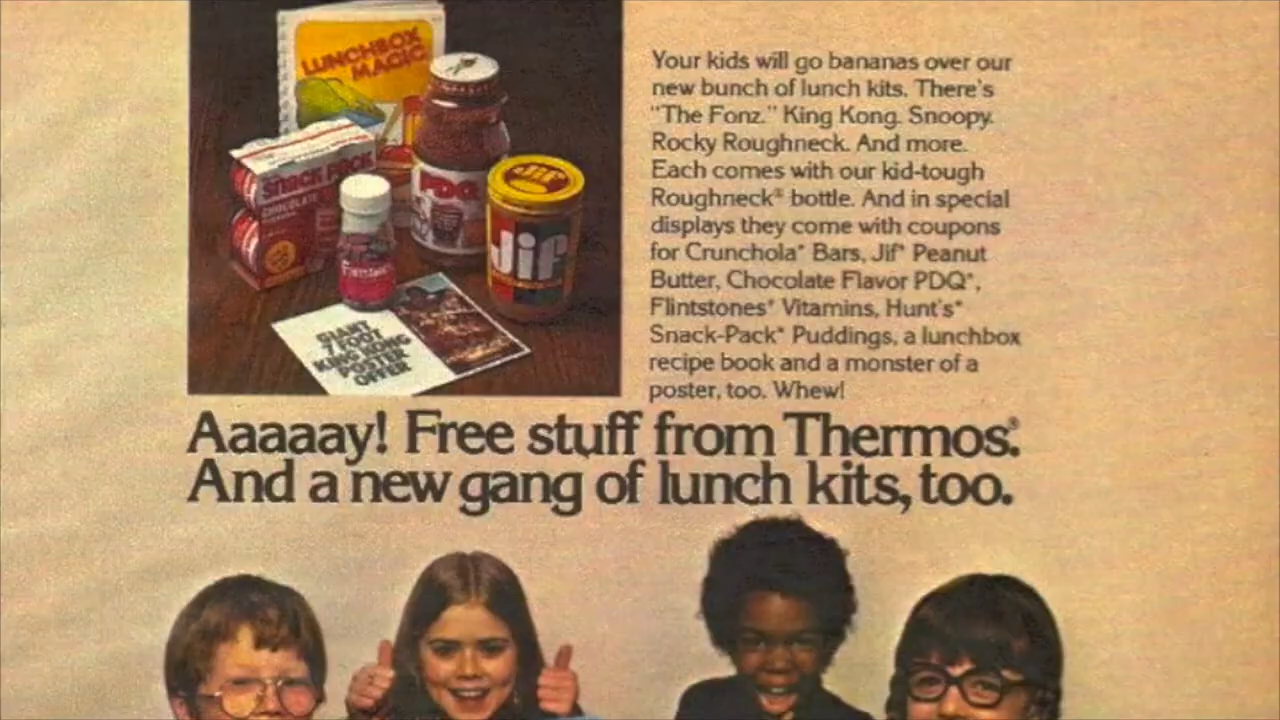 LUNCHBOX
MAGIC
SNACK PACK
CHOCOLATE
PDQ
Jif
Jif
GIANT
7 FOOT
KING KONG
POSTER
OFFER
Your kids will go bananas over our
new bunch of lunch kits. There's
"The Fonz." King Kong. Snoopy.
Rocky Roughneck. And more.
Each comes with our kid-tough
Roughneck® bottle. And in special
displays they come with coupons
for Crunchola* Bars, Jif* Peanut
Butter, Chocolate Flavor PDQ*,
Flintstones* Vitamins, Hunt's*
Snack-Pack* Puddings, a lunchbox
recipe book and a monster of a
poster, too. Whew!
Aaaaay! Free stuff from Thermos.®
And a new gang of lunch kits, too.